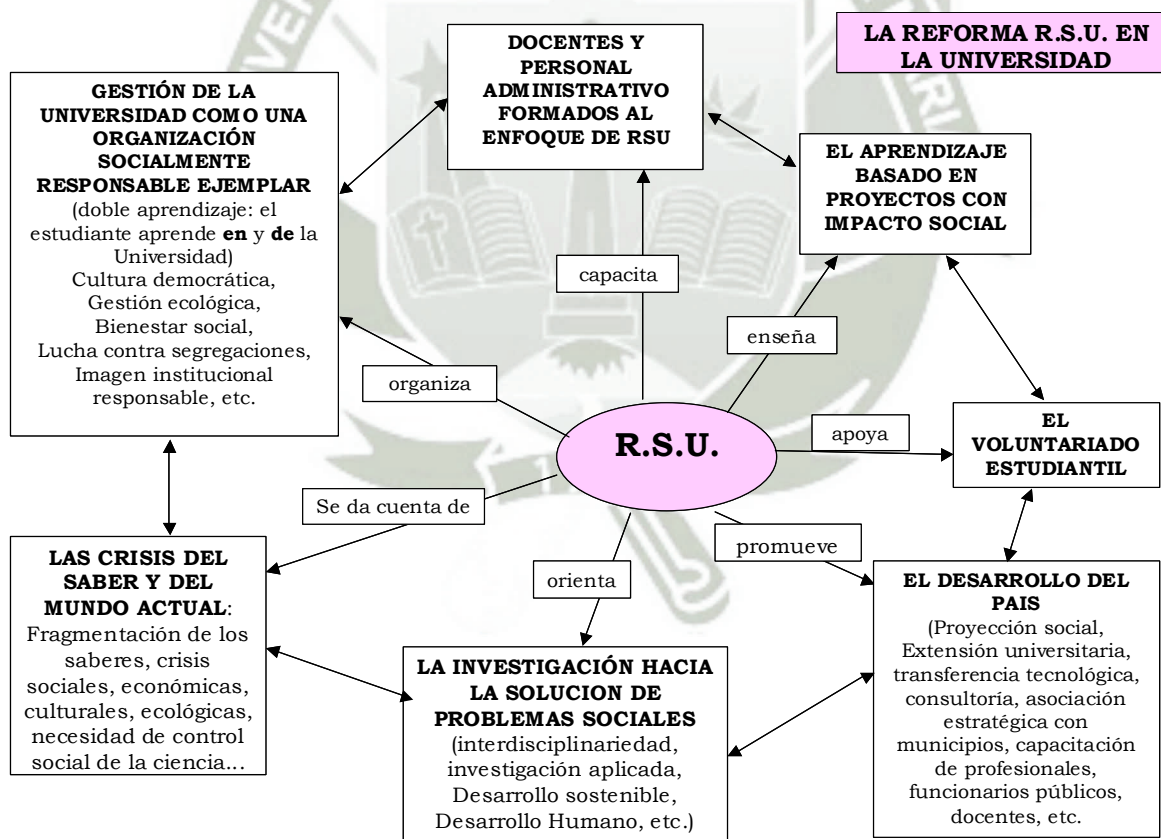 LA REFORMA R.S.U. EN
LA UNIVERSIDAD
DOCENTES Y
PERSONAL
ADMINISTRATIVO
FORMADOS AL
ENFOQUE DE RSU
GESTIÓN DE LA
UNIVERSIDAD COMO UNA
ORGANIZACIÓN
SOCIALMENTE
RESPONSABLE EJEMPLAR
(doble aprendizaje: el
estudiante aprende en y de la
Universidad)
Cultura democrática,
Gestión ecológica,
Bienestar social,
Lucha contra segregaciones,
Imagen institucional
responsable, etc.
EL APRENDIZAJE
BASADO EN
PROYECTOS CON
IMPACTO SOCIAL
capacita
enseña
organiza
R.S.U.
apoya
EL
VOLUNTARIADO
ESTUDIANTIL
Se da cuenta de
orienta
promueve
LAS CRISIS DEL
SABER Y DEL
MUNDO ACTUAL:
Fragmentación de los
saberes, crisis
sociales, económicas,
culturales, ecológicas,
necesidad de control
social de la ciencia...
LA INVESTIGACIÓN HACIA
LA SOLUCION DE
PROBLEMAS SOCIALES
(interdisciplinariedad,
investigación aplicada,
Desarrollo sostenible,
Desarrollo Humano, etc.)
EL DESARROLLO DEL
PAIS
(Proyección social,
Extensión universitaria,
transferencia tecnológica,
consultoría, asociación
estratégica con
municipios, capacitación
de profesionales,
funcionarios públicos,
docentes, etc.